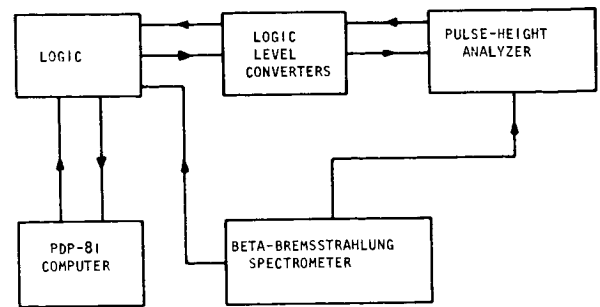 LOGIC
LOGIC
LEVEL
CONVERTERS
PULSE-HEIGHT
ANALYZER
PDP-8I
COMPUTER
BETA-BREMSSTRAHLUNG
SPECTROMETER